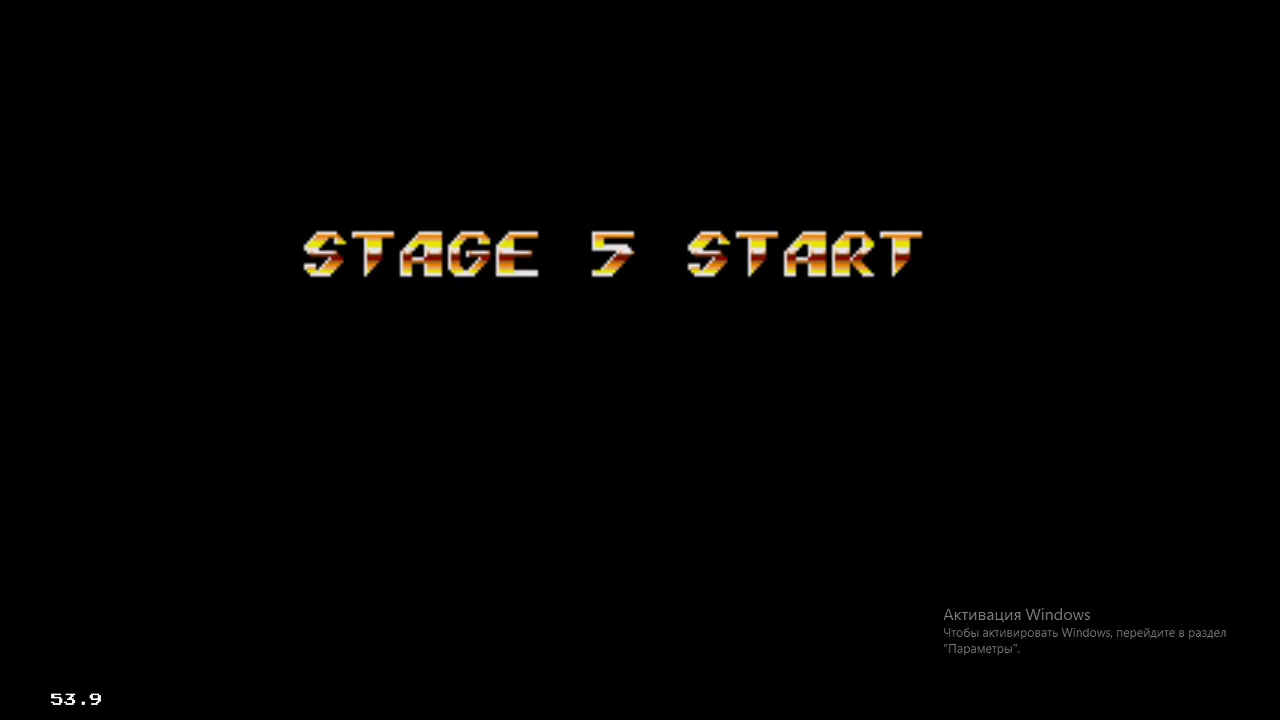 STAGE 5 START
Активация Windows
Чтобы активировать Windows, перейдите в раздел
"Параметры".
53.9